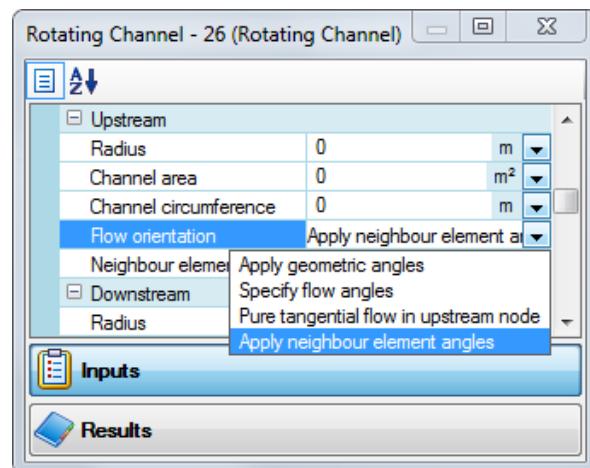 Rotating Channel - 26 (Rotating Channel)
Upstream
Radius 0 m
Channel area 0 m²
Channel circumference 0 m
Flow orientation Apply neighbour element
Neighbour
Apply geometric angles
Specify flow angles
Pure tangential flow in upstream node
Apply neighbour element angles
Downstream
Radius
Inputs
Results